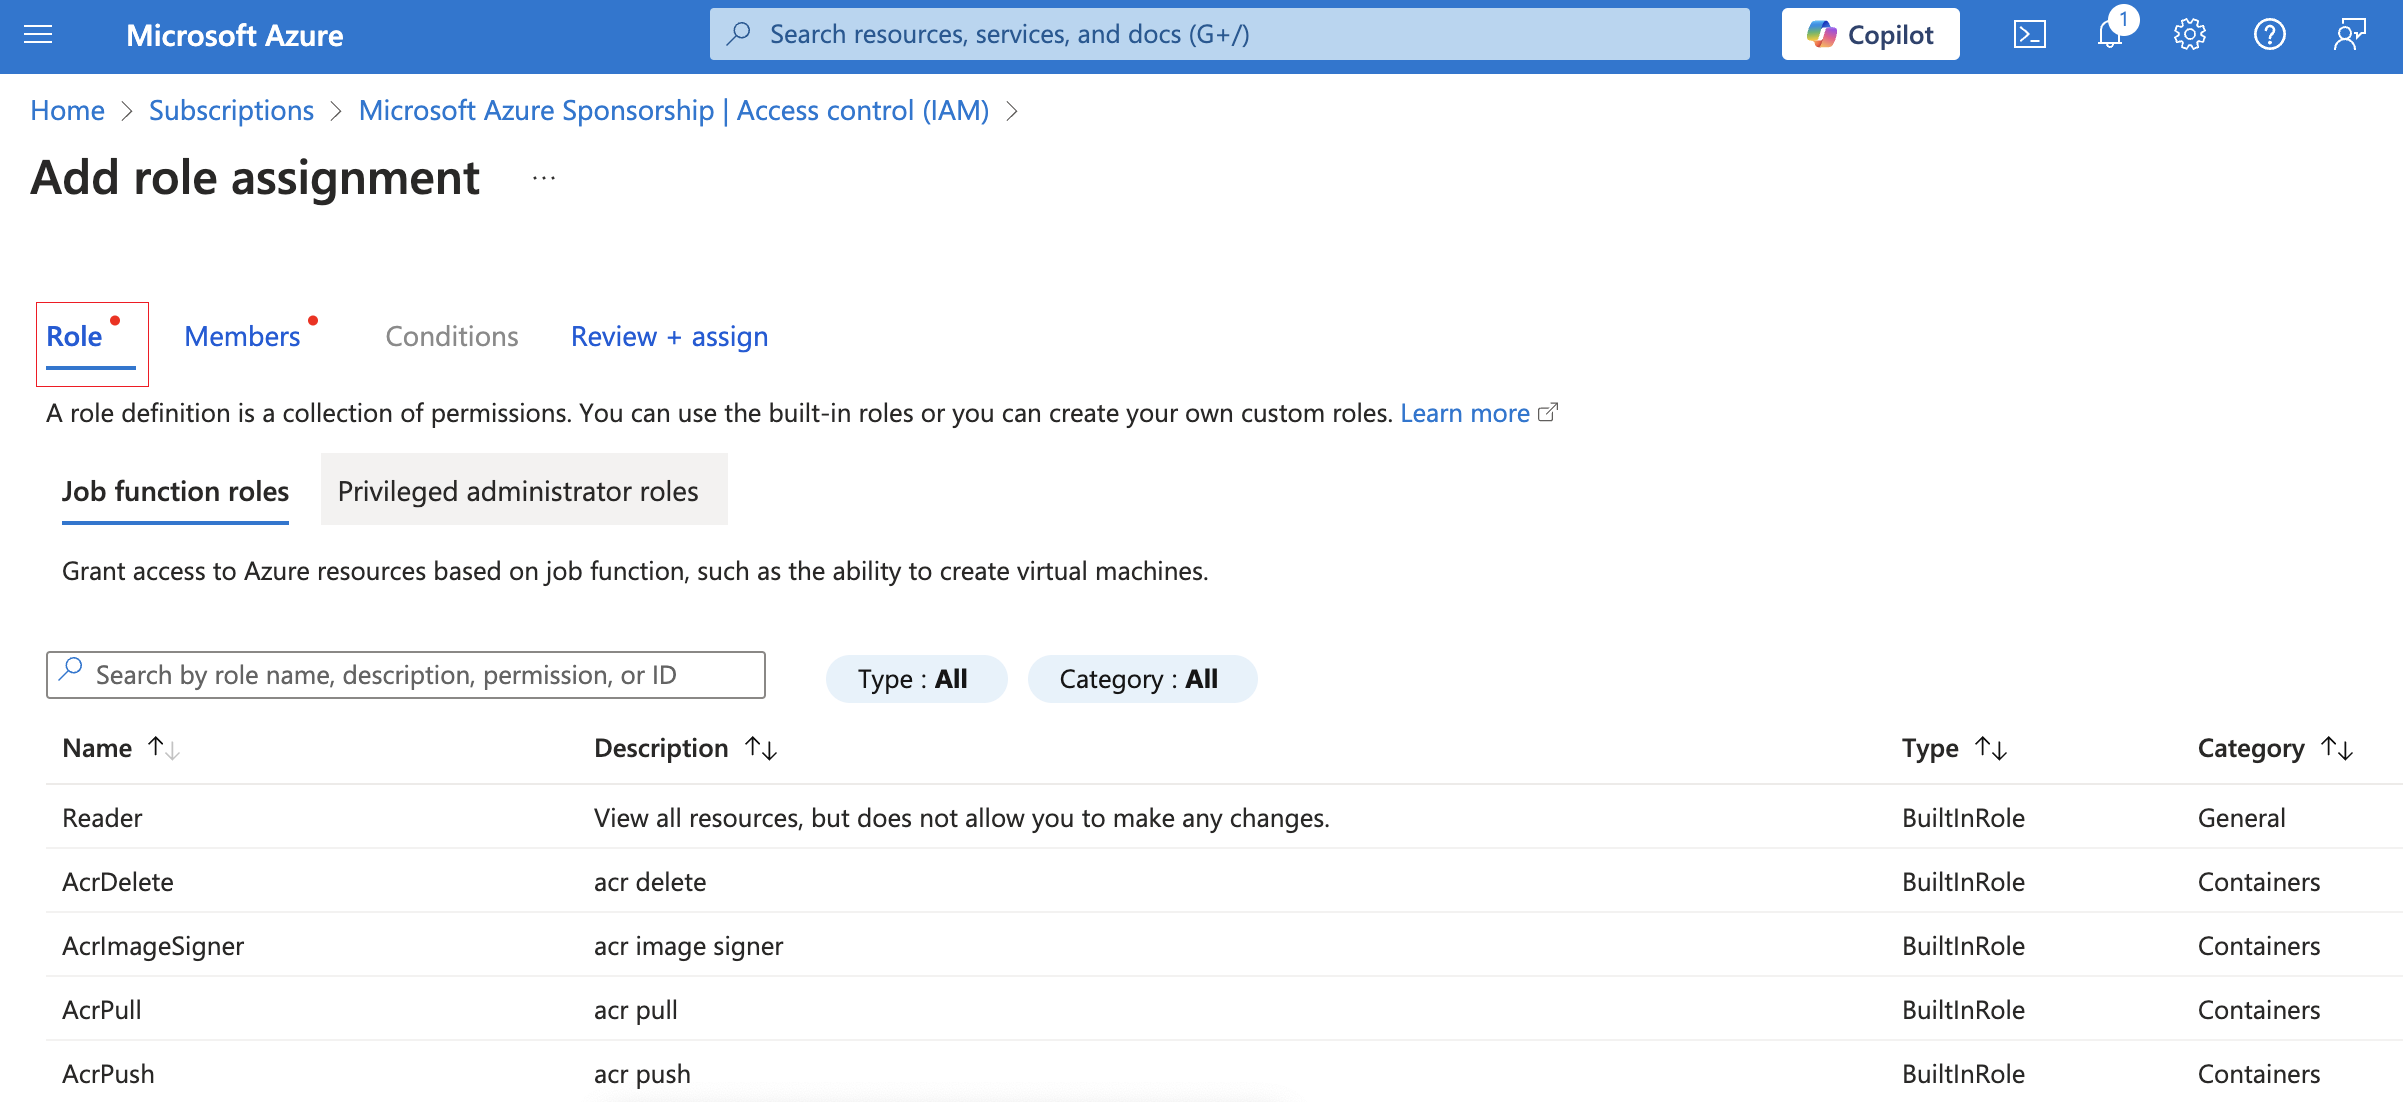 Microsoft Azure
Search resources, services, and docs (G+/)
Copilot
1
Home > Subscriptions > Microsoft Azure Sponsorship | Access control (IAM) >
Add role assignment ...
Role Members Conditions Review + assign
A role definition is a collection of permissions. You can use the built-in roles or you can create your own custom roles. Learn more
Job function roles Privileged administrator roles
Grant access to Azure resources based on job function, such as the ability to create virtual machines.
Search by role name, description, permission, or ID Type : All Category : All
Name ↑↓ Description ↑↓ Type ↑↓ Category ↑↓
Reader View all resources, but does not allow you to make any changes. BuiltInRole General
AcrDelete acr delete BuiltInRole Containers
AcrImageSigner acr image signer BuiltInRole Containers
AcrPull acr pull BuiltInRole Containers
AcrPush acr push BuiltInRole Containers